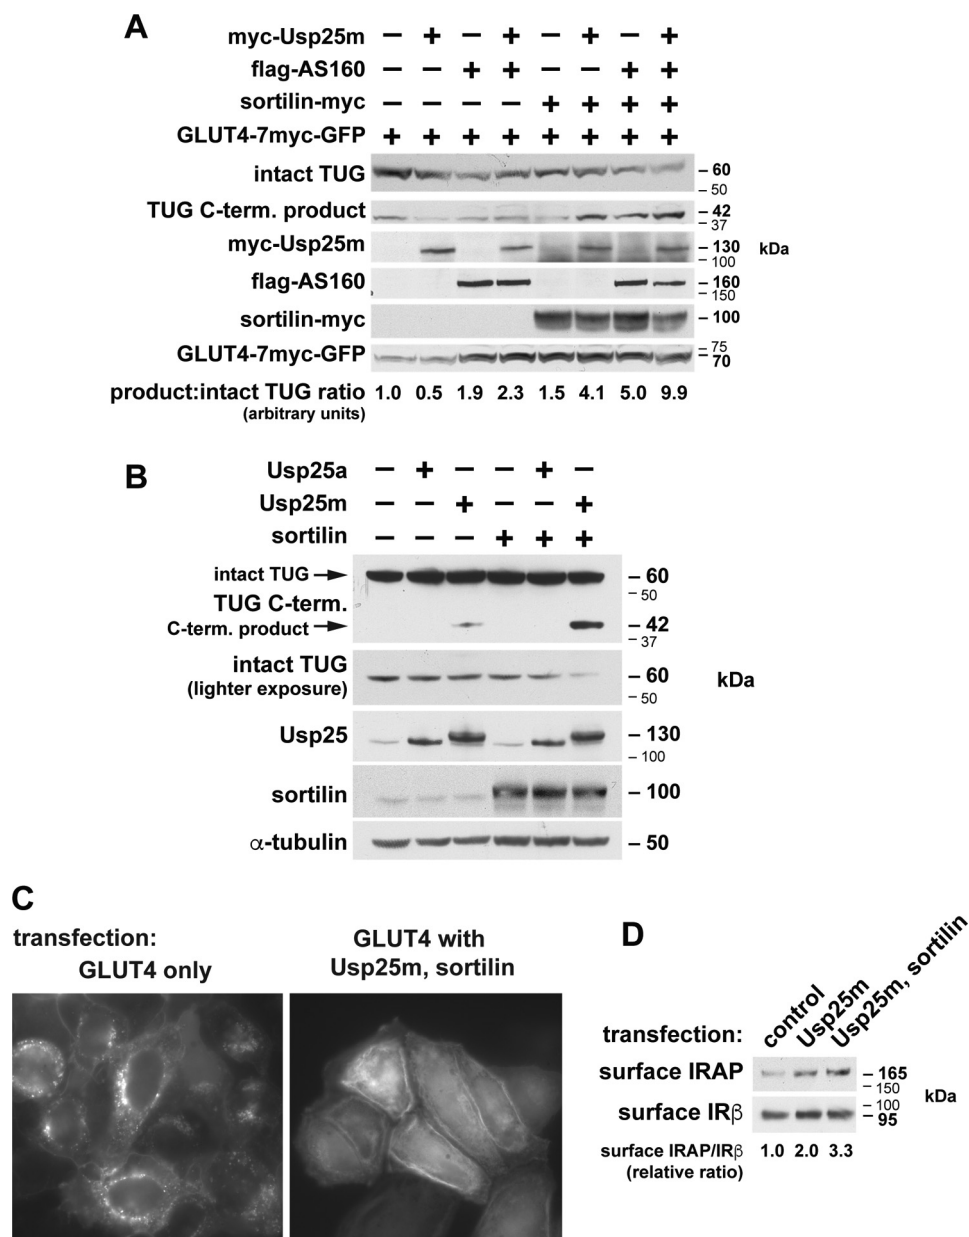 A
myc-Usp25m – + – + – + – +
flag-AS160 – – + + – – + +
sortilin-myc – – – – + + + +
GLUT4-7myc-GFP + + + + + + + +
intact TUG – 60
– 50
TUG C-term. product – 42
– 37
myc-Usp25m – 130 kDa
– 100
flag-AS160 – 160
– 150
sortilin-myc – 100
– 75
GLUT4-7myc-GFP – 70
product:intact TUG ratio 1.0 0.5 1.9 2.3 1.5 4.1 5.0 9.9
(arbitrary units)
B
Usp25a – + – – + –
Usp25m – – + – – +
sortilin – – – + + +
intact TUG – 60
– 50
TUG C-term.
C-term. product – 42
– 37
intact TUG – 60 kDa
(lighter exposure) – 50
Usp25 – 130
– 100
sortilin – 100
α-tubulin – 50
C
transfection:
GLUT4 only
GLUT4 with
Usp25m, sortilin
D
transfection: control Usp25m Usp25m, sortilin
surface IRAP – 165
– 150 kDa
– 100
surface IRβ – 95
surface IRAP/IRβ 1.0 2.0 3.3
(relative ratio)